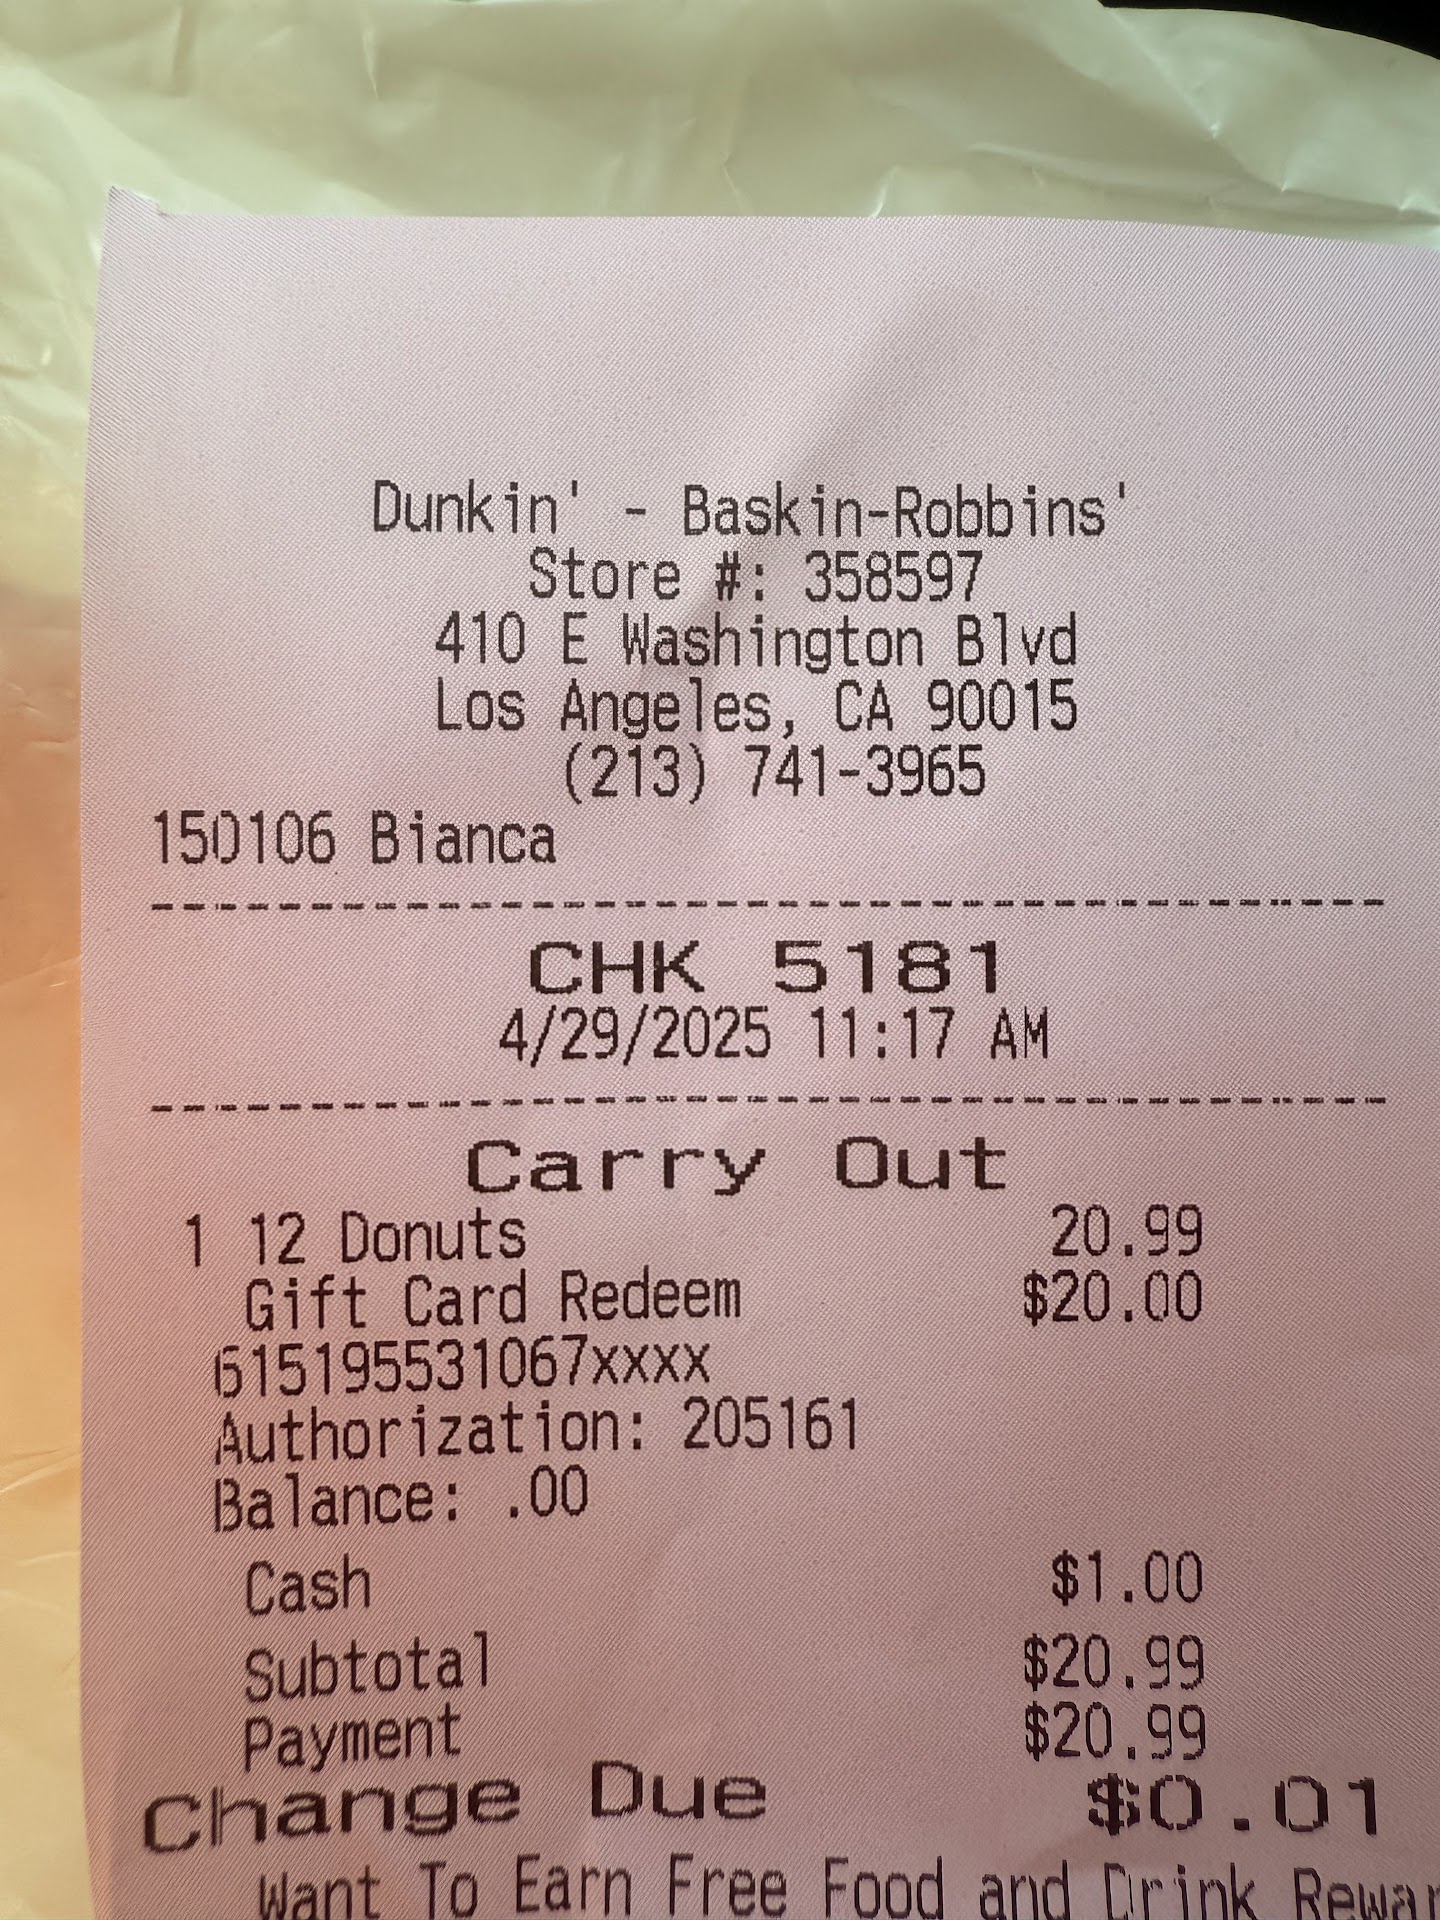 Dunkin' - Baskin-Robbins'
Store #: 358597
410 E Washington Blvd
Los Angeles, CA 90015
(213) 741-3965
150106 Bianca
CHK 5181
4/29/2025 11:17 AM
Carry Out
1 12 Donuts 20.99
Gift Card Redeem $20.00
615195531067xxxx
Authorization: 205161
Balance: .00
Cash $1.00
Subtotal $20.99
Payment $20.99
Change Due $0.01
Want To Earn Free Food and Drink